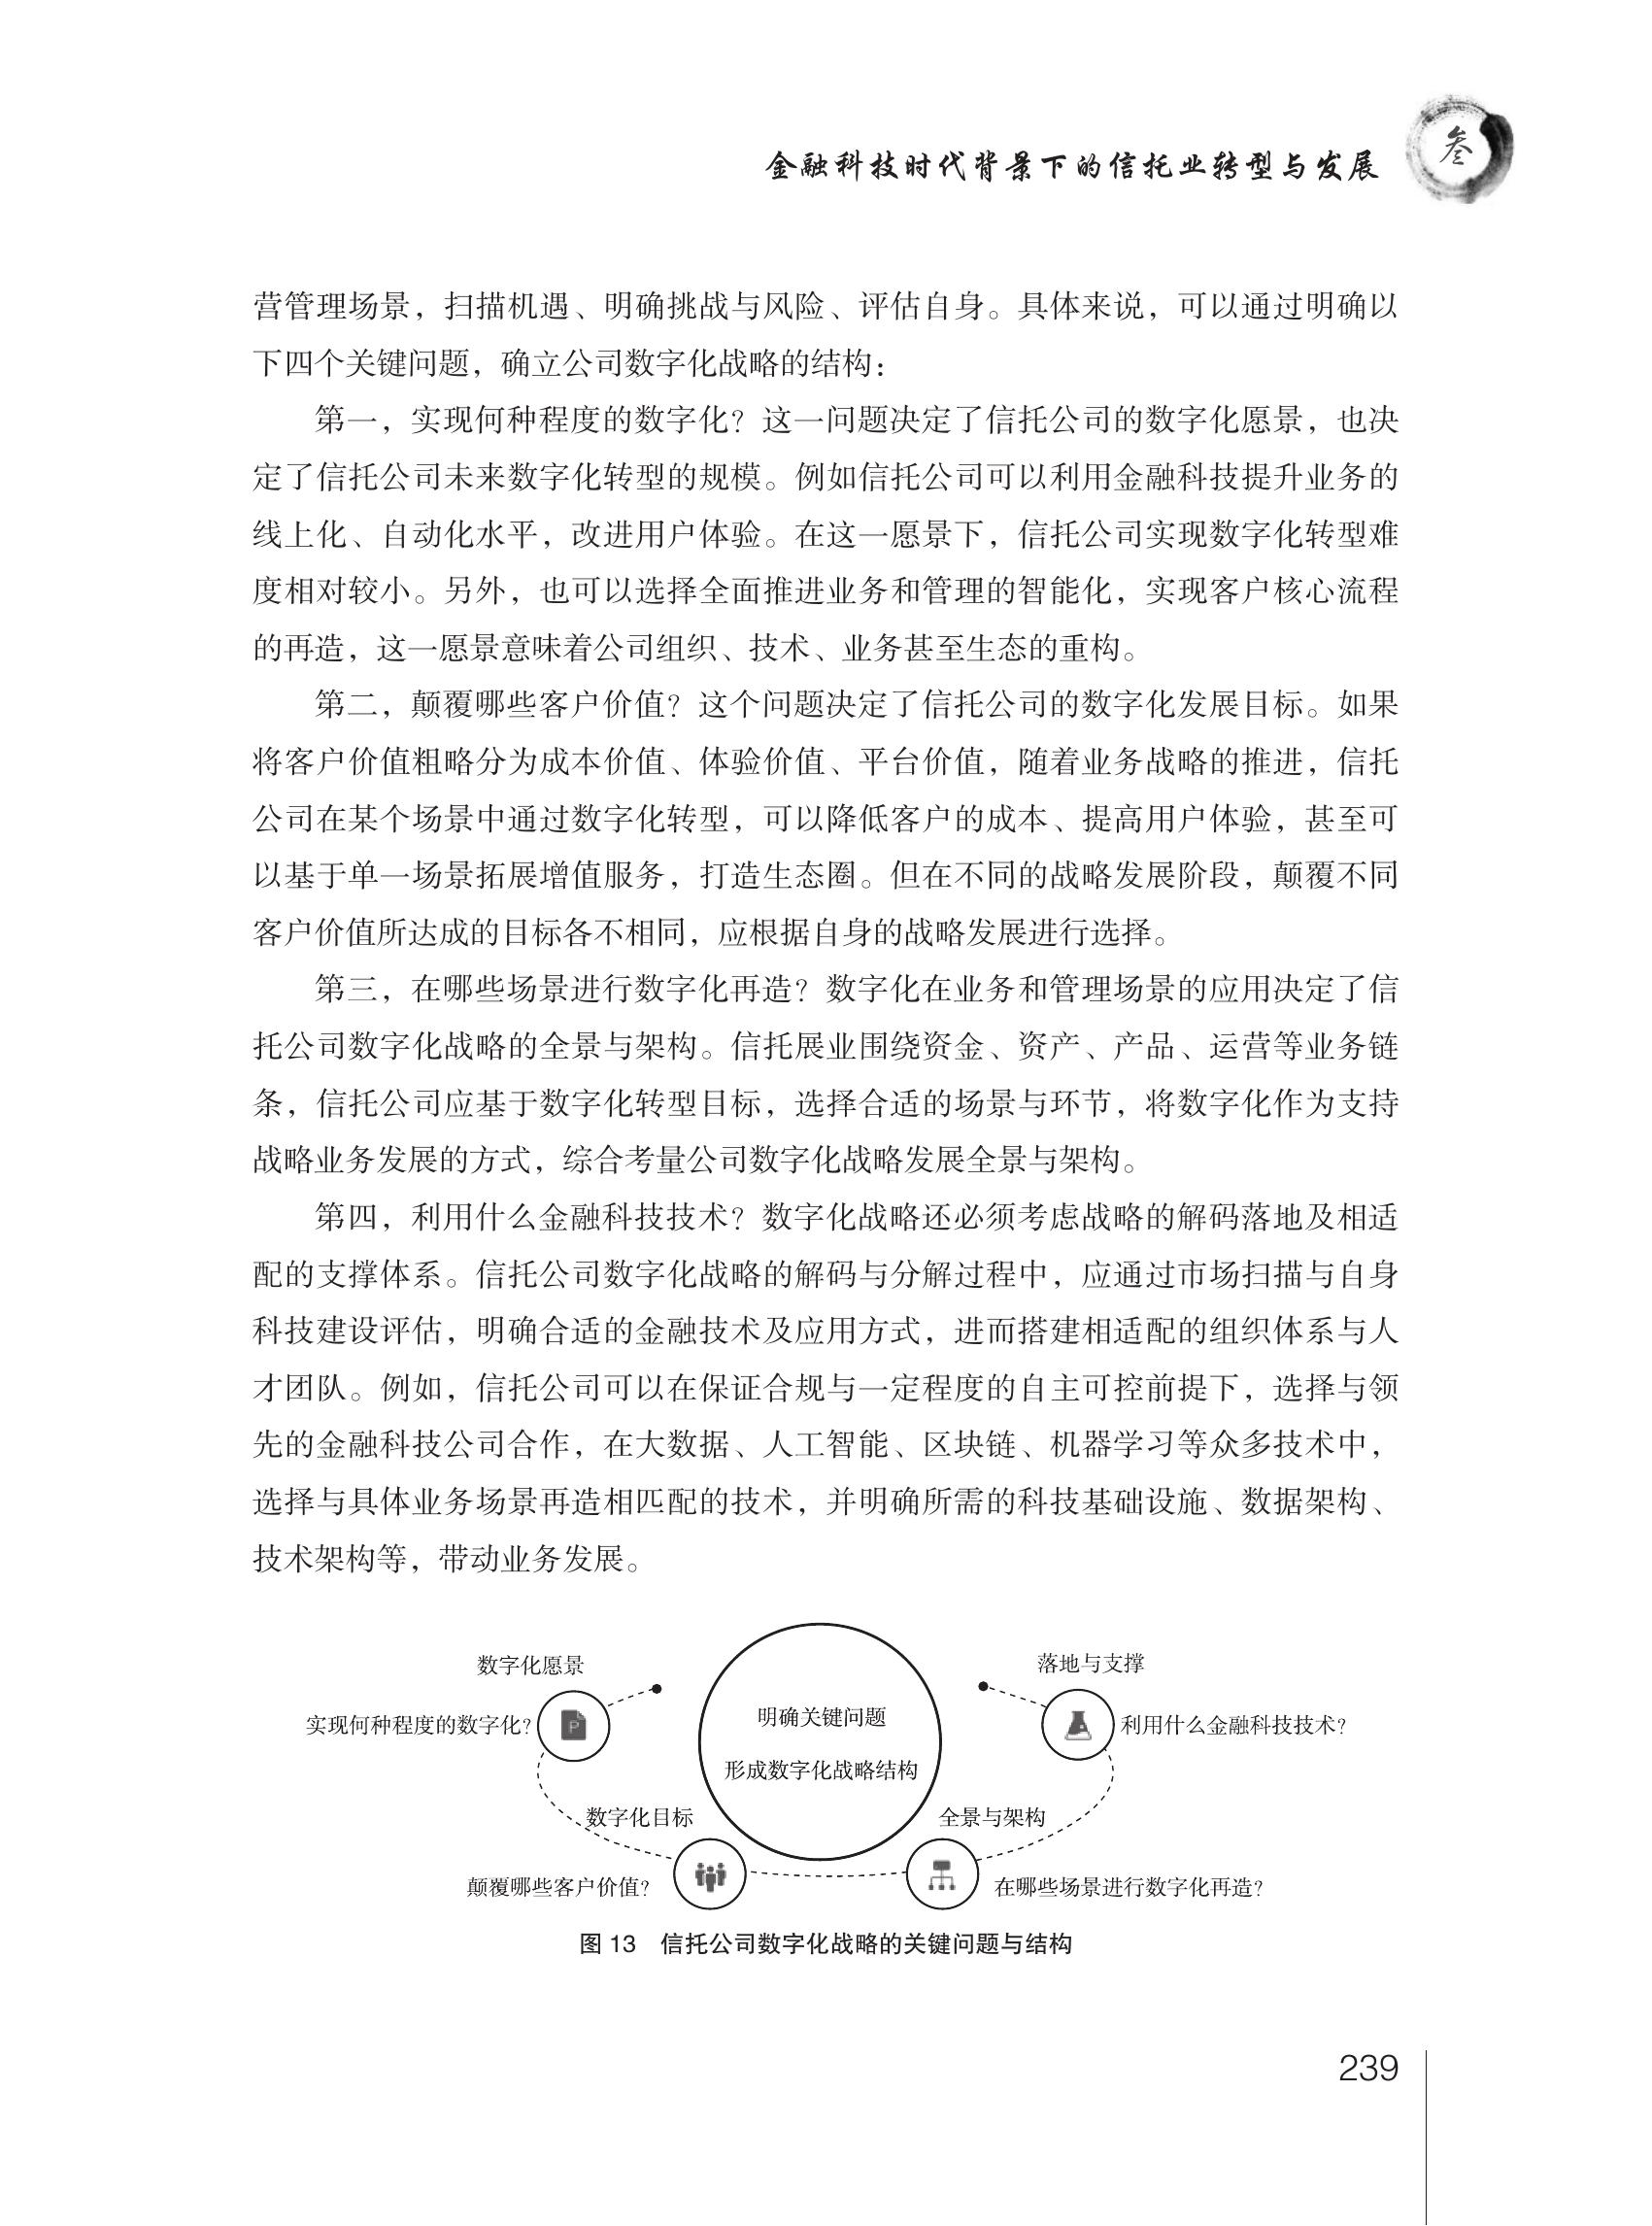 金融科技时代背景下的信托业转型与发展
叁
营管理场景，扫描机遇、明确挑战与风险、评估自身。具体来说，可以通过明确以
下四个关键问题，确立公司数字化战略的结构：
第一，实现何种程度的数字化？这一问题决定了信托公司的数字化愿景，也决
定了信托公司未来数字化转型的规模。例如信托公司可以利用金融科技提升业务的
线上化、自动化水平，改进用户体验。在这一愿景下，信托公司实现数字化转型难
度相对较小。另外，也可以选择全面推进业务和管理的智能化，实现客户核心流程
的再造，这一愿景意味着公司组织、技术、业务甚至生态的重构。
第二，颠覆哪些客户价值？这个问题决定了信托公司的数字化发展目标。如果
将客户价值粗略分为成本价值、体验价值、平台价值，随着业务战略的推进，信托
公司在某个场景中通过数字化转型，可以降低客户的成本、提高用户体验，甚至可
以基于单一场景拓展增值服务，打造生态圈。但在不同的战略发展阶段，颠覆不同
客户价值所达成的目标各不相同，应根据自身的战略发展进行选择。
第三，在哪些场景进行数字化再造？数字化在业务和管理场景的应用决定了信
托公司数字化战略的全景与架构。信托展业围绕资金、资产、产品、运营等业务链
条，信托公司应基于数字化转型目标，选择合适的场景与环节，将数字化作为支持
战略业务发展的方式，综合考量公司数字化战略发展全景与架构。
第四，利用什么金融科技技术？数字化战略还必须考虑战略的解码落地及相适
配的支撑体系。信托公司数字化战略的解码与分解过程中，应通过市场扫描与自身
科技建设评估，明确合适的金融技术及应用方式，进而搭建相适配的组织体系与人
才团队。例如，信托公司可以在保证合规与一定程度的自主可控前提下，选择与领
先的金融科技公司合作，在大数据、人工智能、区块链、机器学习等众多技术中，
选择与具体业务场景再造相匹配的技术，并明确所需的科技基础设施、数据架构、
技术架构等，带动业务发展。
数字化愿景
实现何种程度的数字化？
P
数字化目标
颠覆哪些客户价值？
明确关键问题
形成数字化战略结构
全景与架构
在哪些场景进行数字化再造？
落地与支撑
利用什么金融科技技术？
图 13 信托公司数字化战略的关键问题与结构
239